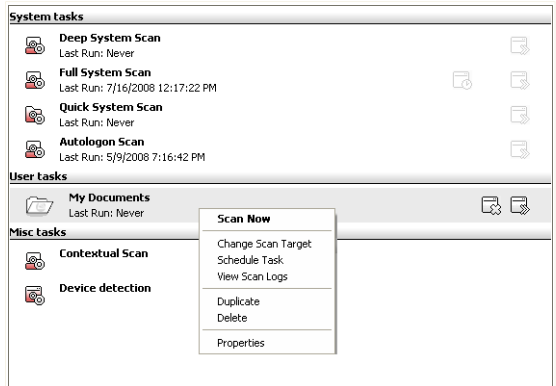 System tasks
Deep System Scan
Last Run: Never
Full System Scan
Last Run: 7/16/2008 12:17:22 PM
Quick System Scan
Last Run: Never
Autologon Scan
Last Run: 5/9/2008 7:16:42 PM
User tasks
My Documents
Last Run: Never
Misc tasks
Contextual Scan
Device detection
Scan Now
Change Scan Target
Schedule Task
View Scan Logs
Duplicate
Delete
Properties